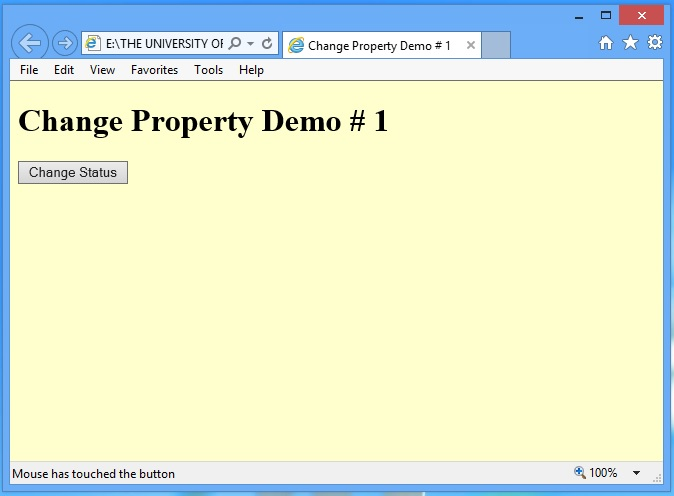 E:\THE UNIVERSITY OF
Change Property Demo # 1
File Edit View Favorites Tools Help
Change Property Demo # 1
Change Status
Mouse has touched the button
100%